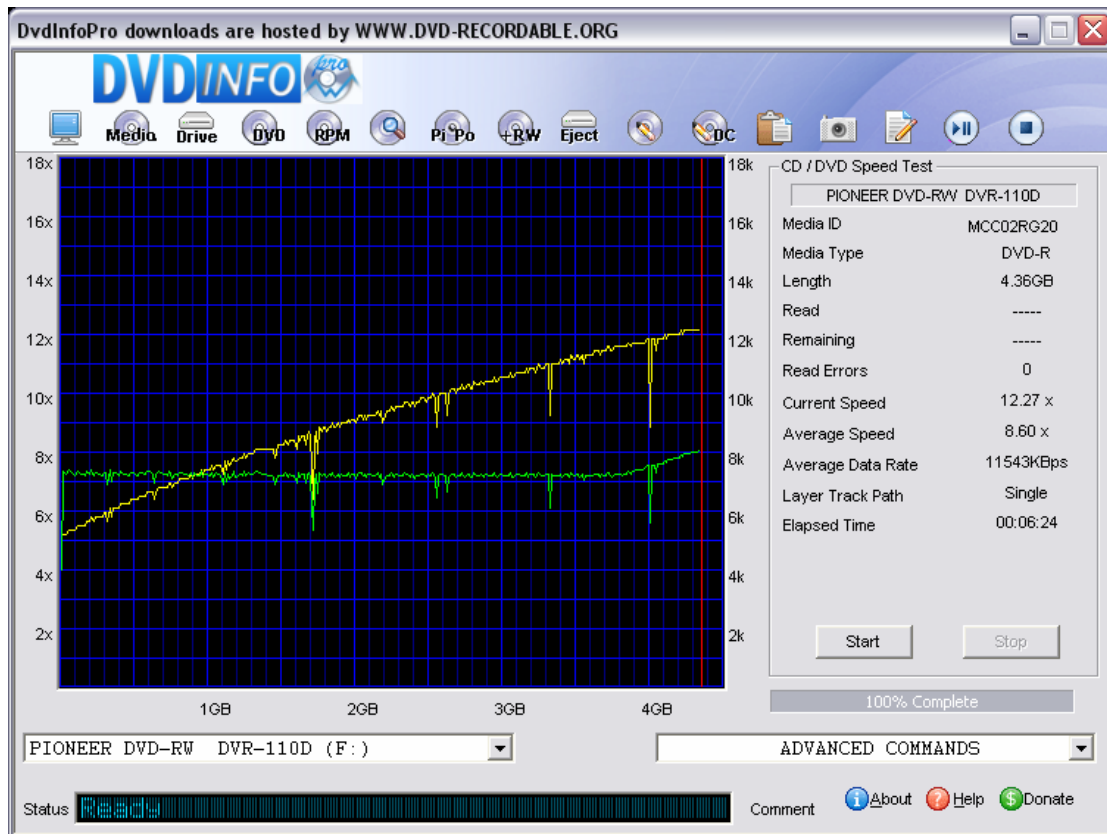 DvdInfoPro downloads are hosted by WWW.DVD-RECORDABLE.ORG
DVDINFO pro
Media Drive DVD RPM Pi Po +RW Eject DC
18x
16x
14x
12x
10x
8x
6x
4x
2x
18k
16k
14k
12k
10k
8k
6k
4k
2k
1GB 2GB 3GB 4GB
CD / DVD Speed Test
PIONEER DVD-RW DVR-110D
Media ID MCC02RG20
Media Type DVD-R
Length 4.36GB
Read -----
Remaining -----
Read Errors 0
Current Speed 12.27 x
Average Speed 8.60 x
Average Data Rate 11543KBps
Layer Track Path Single
Elapsed Time 00:06:24
Start Stop
100% Complete
PIONEER DVD-RW DVR-110D (F:) ADVANCED COMMANDS
Status Ready Comment About Help Donate